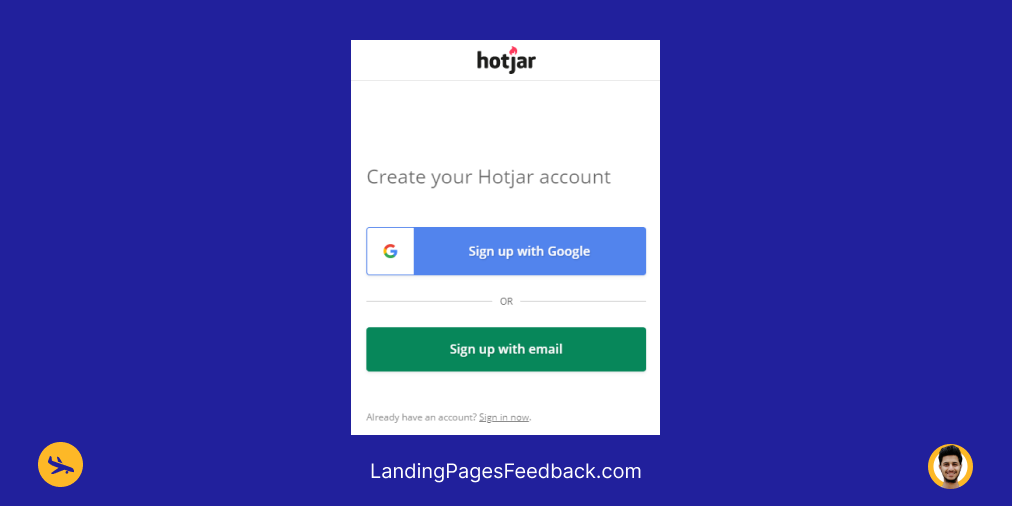 hotjar
Create your Hotjar account
Sign up with Google
OR
Sign up with email
Already have an account? Sign in now.
LandingPagesFeedback.com